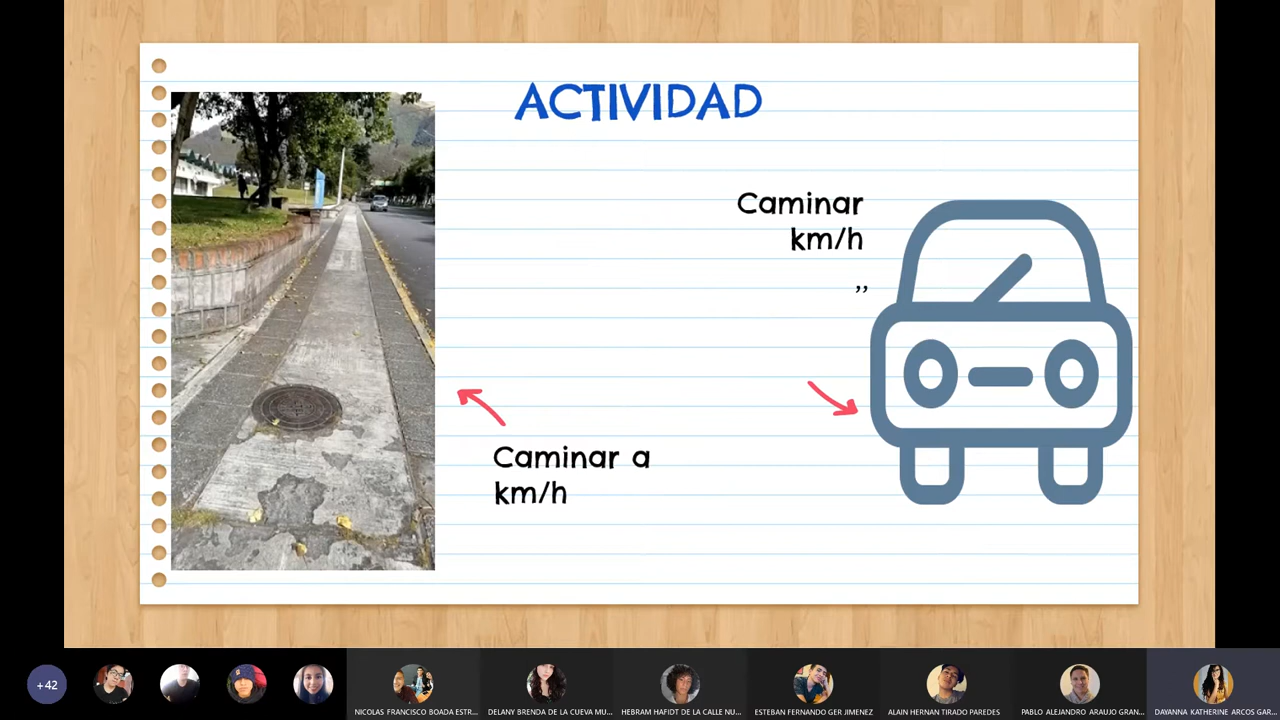 ACTIVIDAD
Caminar
km/h
,,
Caminar a
km/h
+42
NICOLAS FRANCISCO BOADA ESTR...
DELANY BRENDA DE LA CUEVA MU...
HEBRAM HAFIDT DE LA CALLE NU...
ESTEBAN FERNANDO GER JIMENEZ
ALAIN HERNAN TIRADO PAREDES
PABLO ALEJANDRO ARAUJO GRAN...
DAYANNA KATHERINE ARCOS GAR...